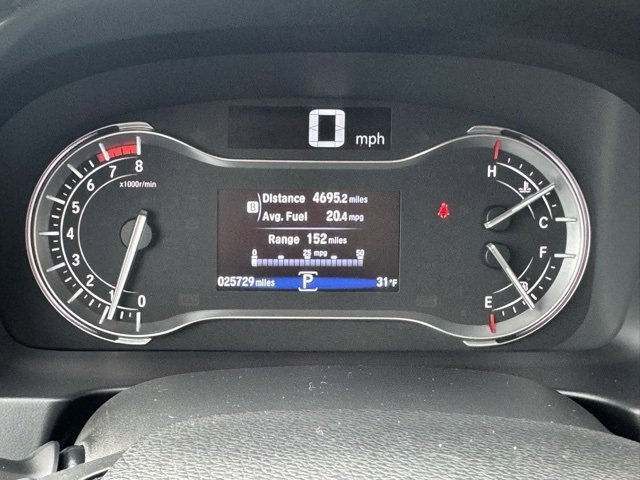 0 mph
8
7
6
5
4
3
2
1
0
x1000r/min
B Distance 4695.2 miles
Avg. Fuel 20.4 mpg
Range 152 miles
0 25 50
mpg
025729 miles P 31°F
H
C
F
E